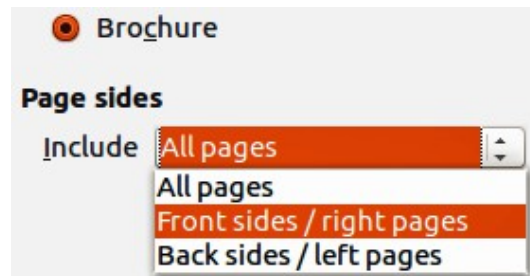 Brochure
Page sides
Include All pages
All pages
Front sides / right pages
Back sides / left pages